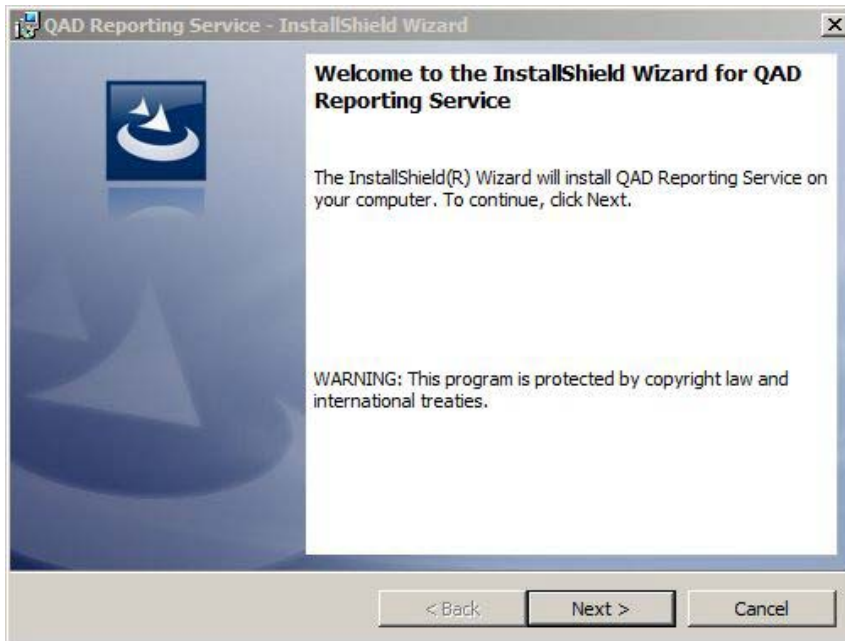 QAD Reporting Service - InstallShield Wizard
Welcome to the InstallShield Wizard for QAD
Reporting Service
The InstallShield(R) Wizard will install QAD Reporting Service on
your computer. To continue, click Next.
WARNING: This program is protected by copyright law and
international treaties.
< Back
Next >
Cancel